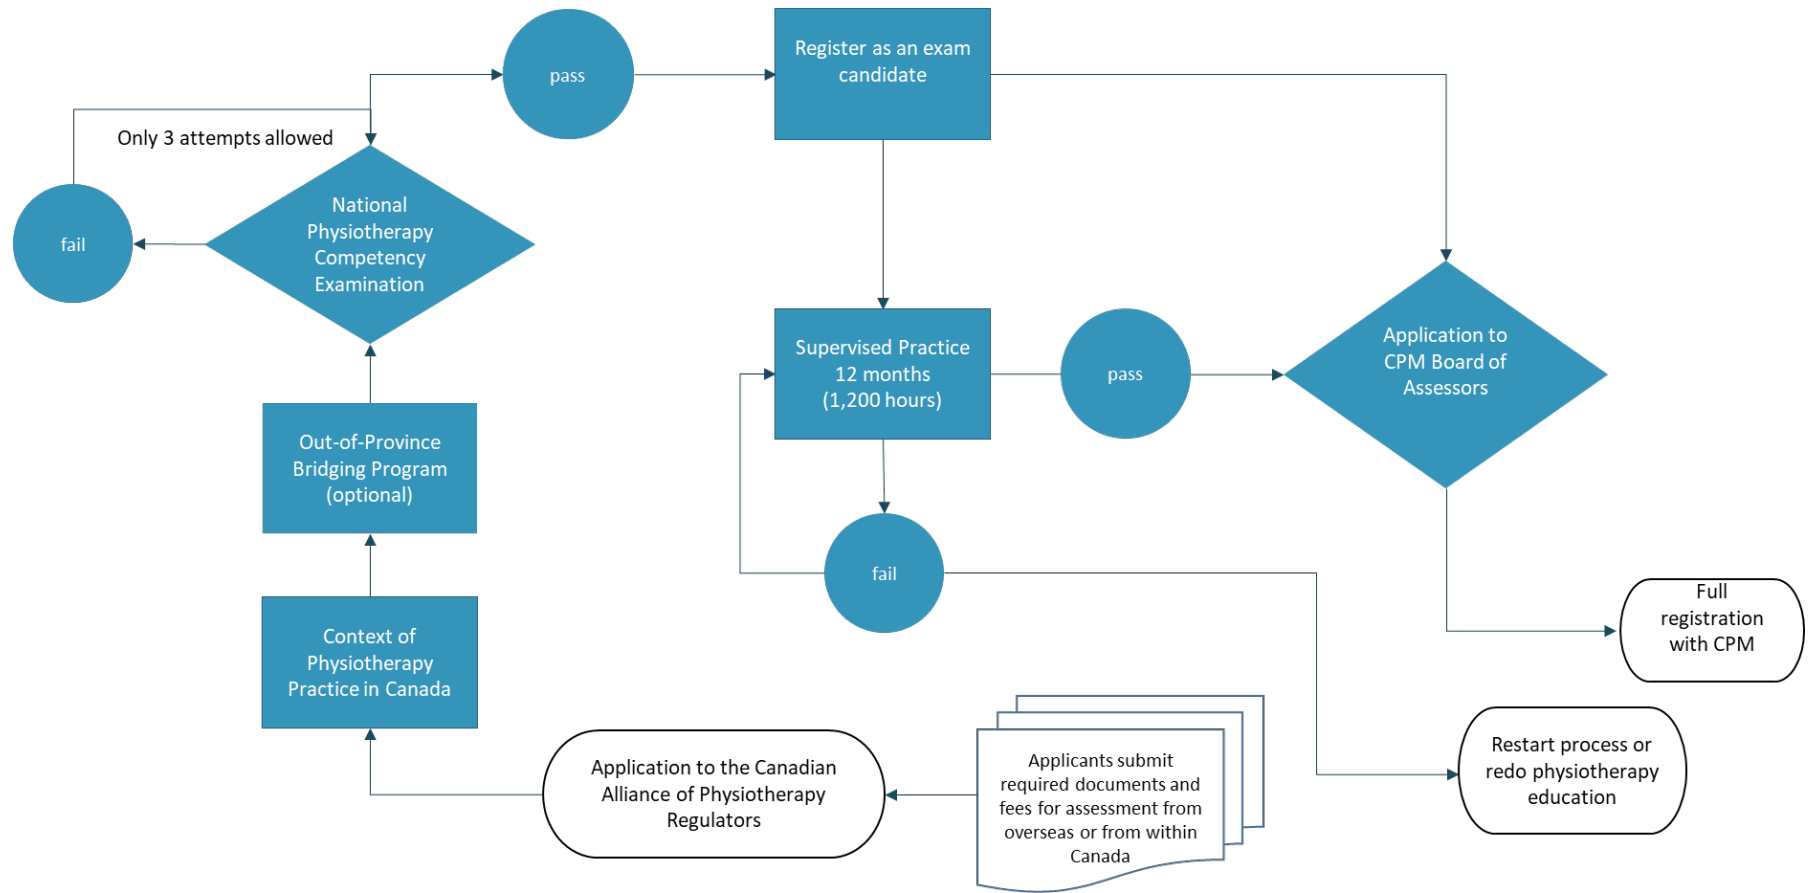 pass
Register as an exam
candidate
Only 3 attempts allowed
fail
National
Physiotherapy
Competency
Examination
Supervised Practice
12 months
(1,200 hours)
pass
Application to
CPM Board of
Assessors
Out-of-Province
Bridging Program
(optional)
fail
Full
registration
with CPM
Context of
Physiotherapy
Practice in Canada
Application to the Canadian
Alliance of Physiotherapy
Regulators
Applicants submit
required documents and
fees for assessment from
overseas or from within
Canada
Restart process or
redo physiotherapy
education